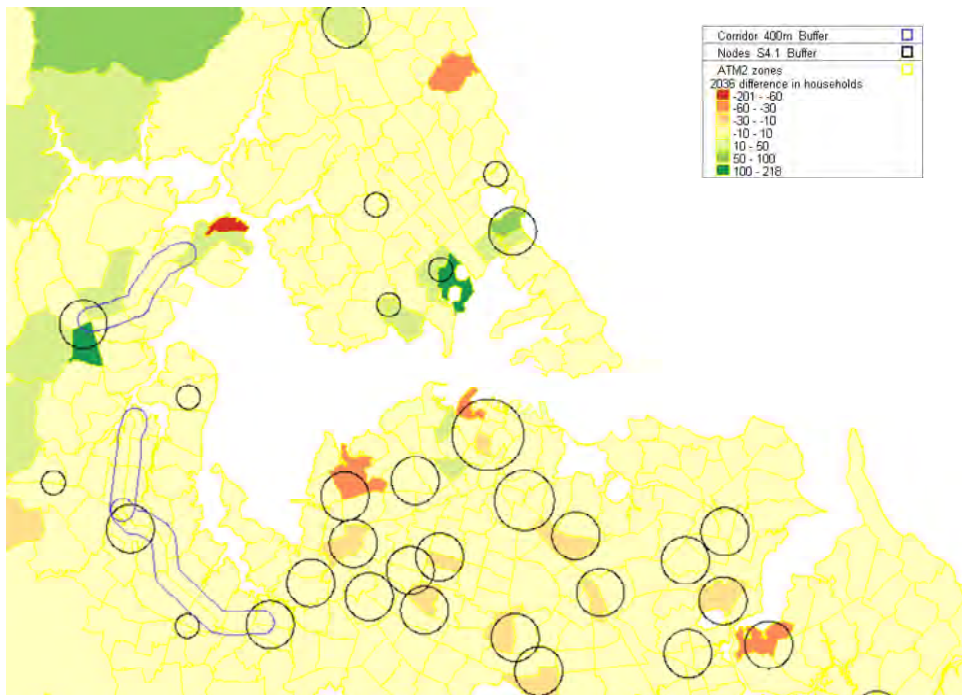 Corridor 400m Buffer
Nodes S4.1 Buffer
ATM2 zones
2036 difference in households
-201 - -60
-60 - -30
-30 - -10
-10 - 10
10 - 50
50 - 100
100 - 218